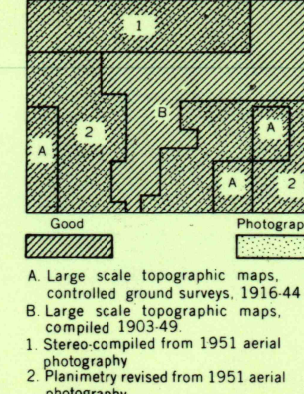 1
B
2
A
A
A
2
Good
A. Large scale topographic maps,
controlled ground surveys, 1916-44
B. Large scale topographic maps,
compiled 1903-49.
1. Stereo-compiled from 1951 aerial
photography
2. Planimetry revised from 1951 aerial
photography